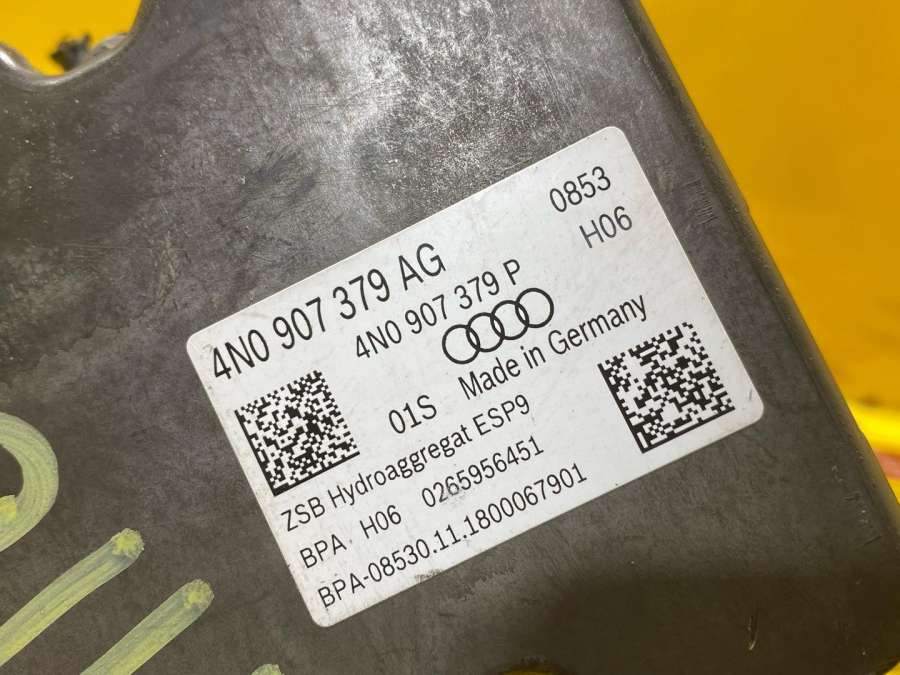 4N0 907 379 AG 0853
4N0 907 379 P H06
01S Made in Germany
ZSB Hydroaggregat ESP9
BPA H06 0265956451
BPA-08530.11.1800067901